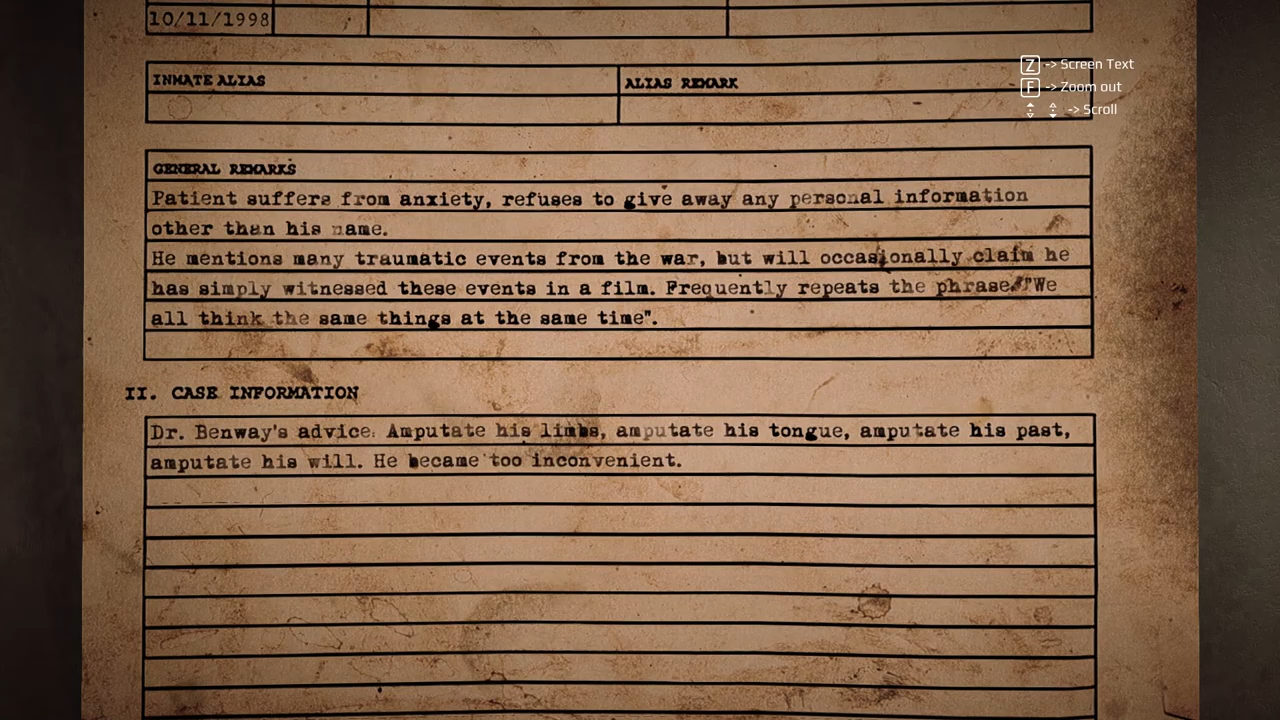 10/11/1998
INMATE ALIAS
ALIAS REMARK
Z -> Screen Text
F -> Zoom out
-> Scroll
GENERAL REMARKS
Patient suffers from anxiety, refuses to give away any personal information
other than his name.
He mentions many traumatic events from the war, but will occasionally claim he
has simply witnessed these events in a film. Frequently repeats the phrase "We
all think the same things at the same time".
II. CASE INFORMATION
Dr. Benway's advice: Amputate his limbs, amputate his tongue, amputate his past,
amputate his will. He became too inconvenient.